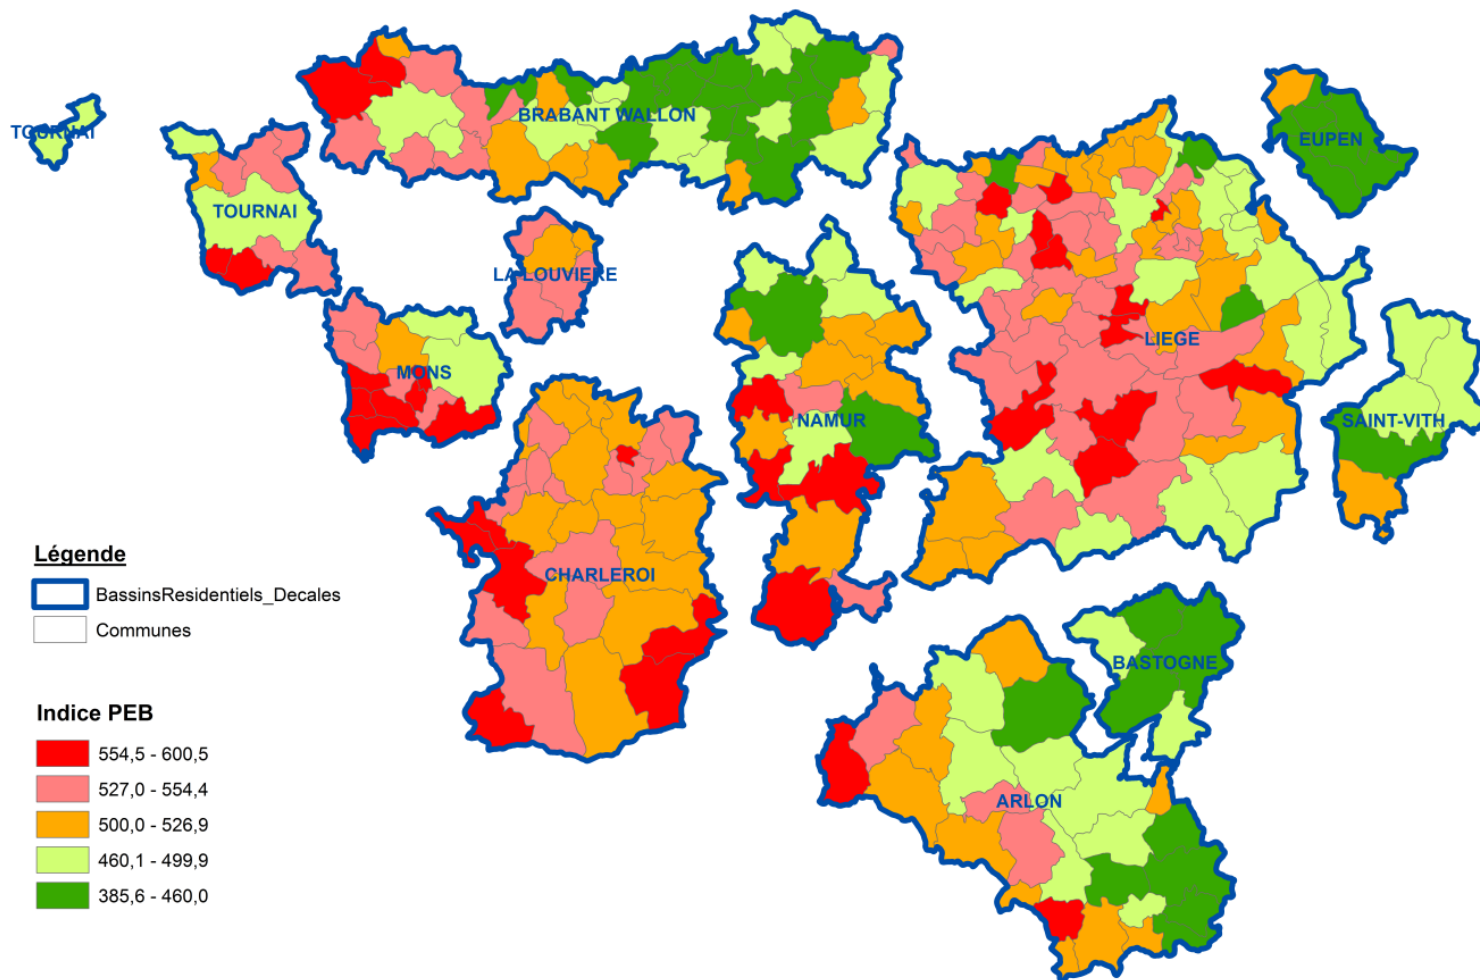 BRABANT WALLON
TOURNAI
EUPEN
TOURNAI
LA LOUVIERE
LIEGE
MONS
NAMUR
SAINT-VITH
CHARLEROI
BASTOGNE
ARLON
Légende
BassinsResidentiels_Decales
Communes
Indice PEB
554,5 - 600,5
527,0 - 554,4
500,0 - 526,9
460,1 - 499,9
385,6 - 460,0